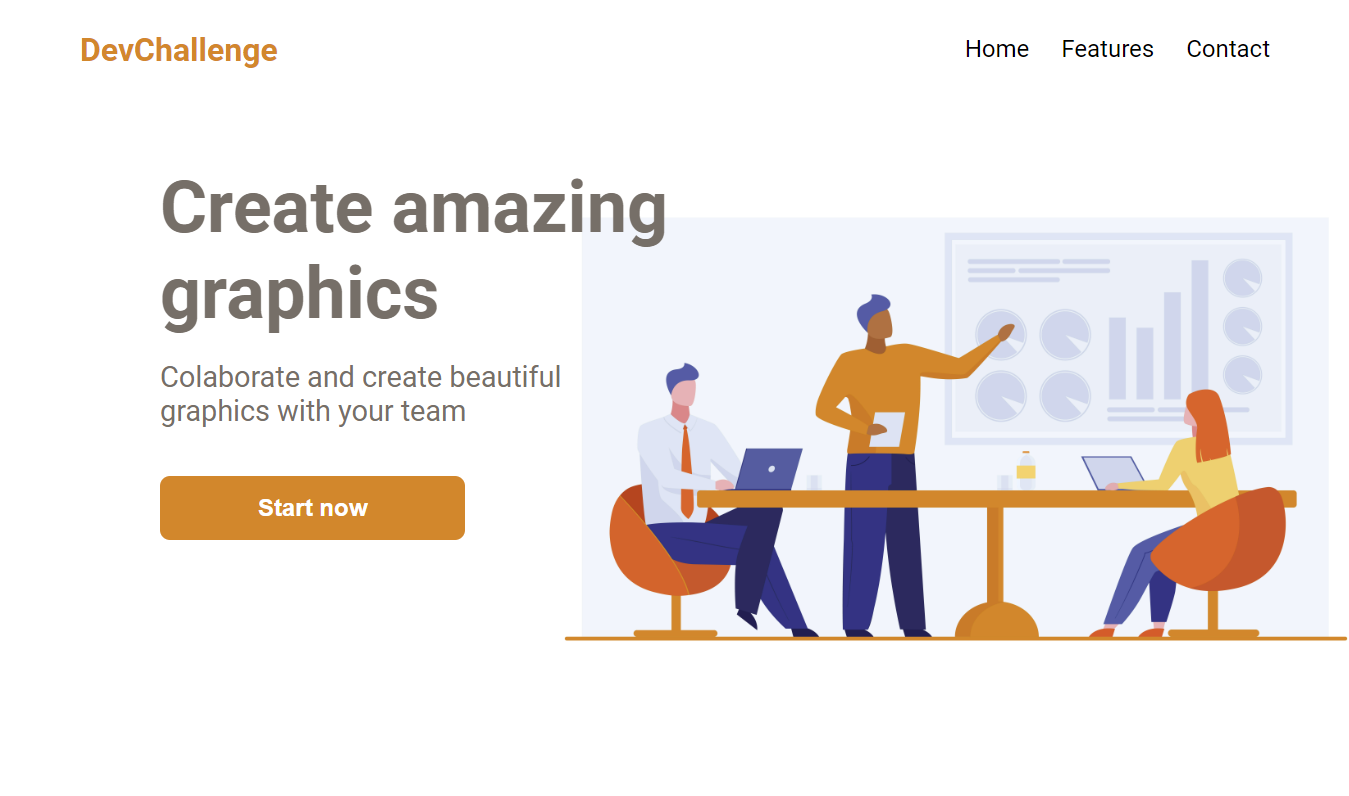 DevChallenge
Home Features Contact
Create amazing
graphics
Colaborate and create beautiful
graphics with your team
Start now